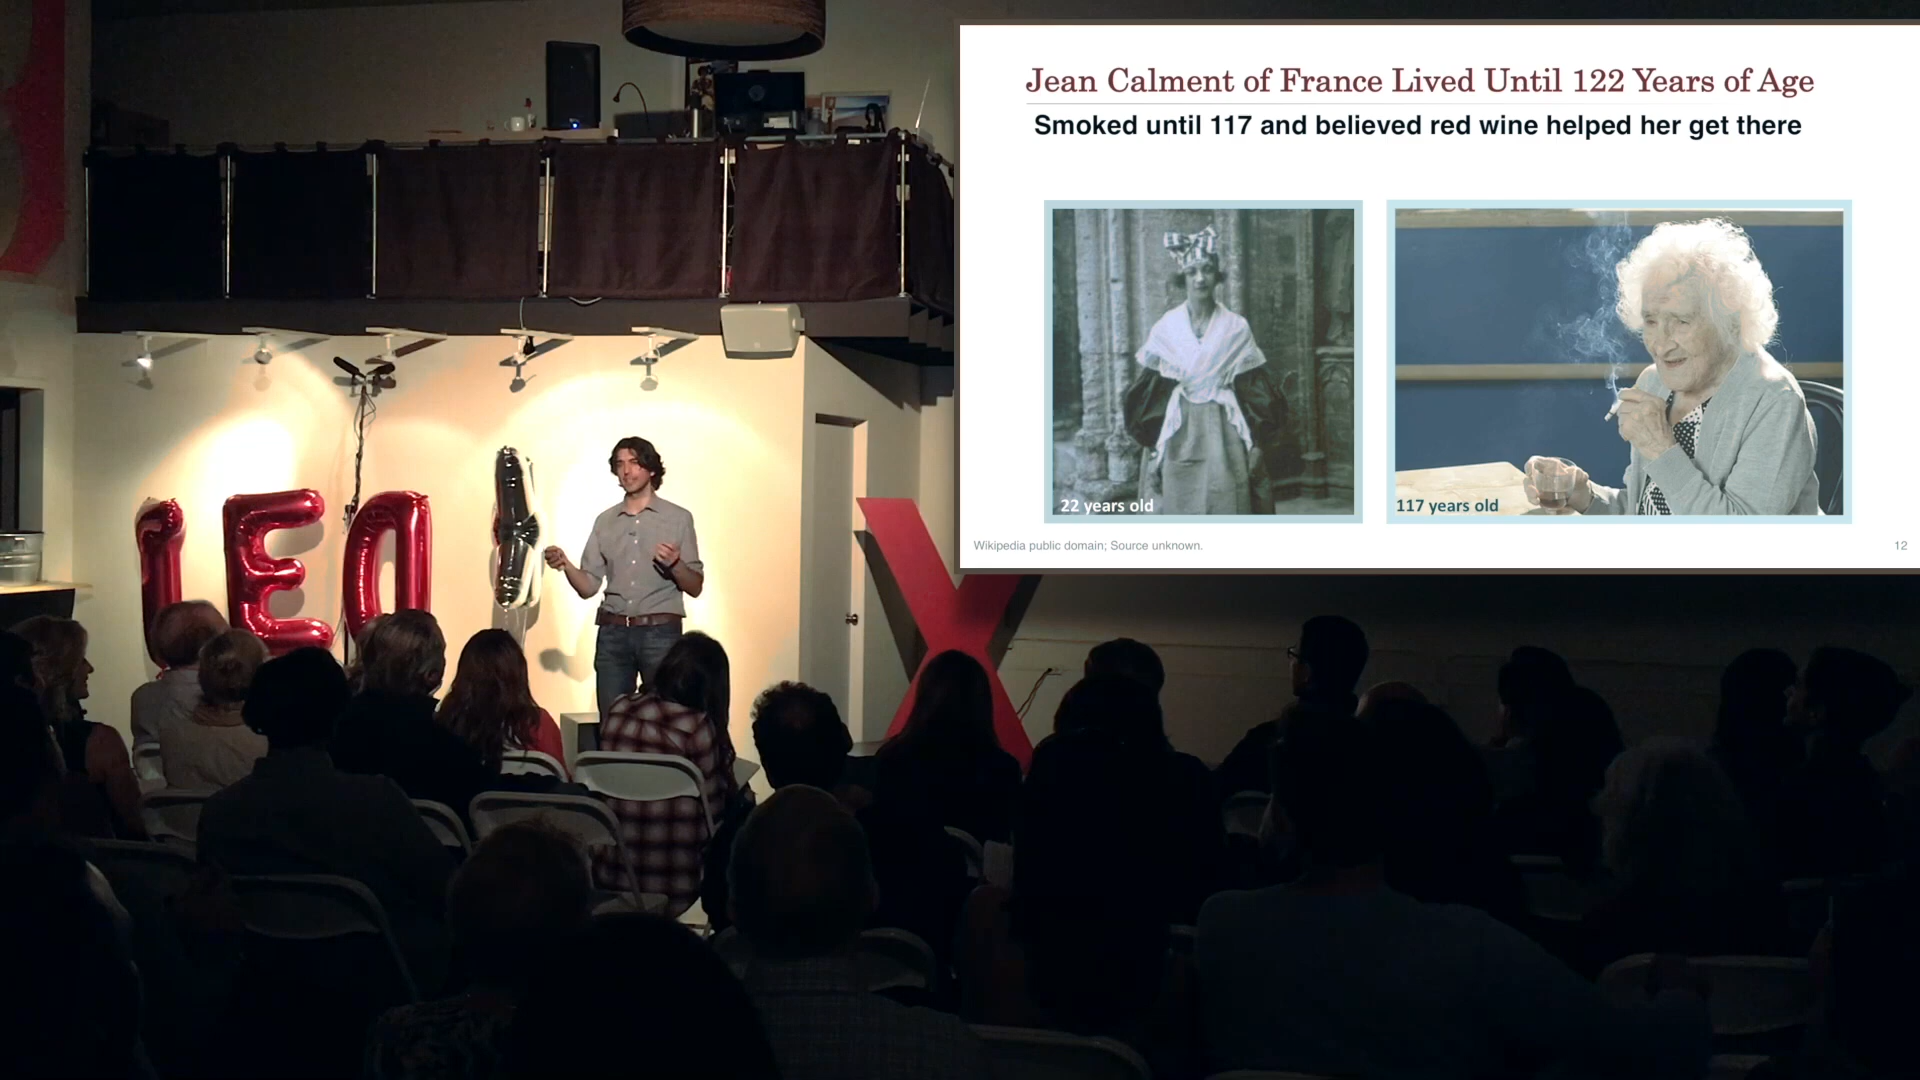 TEDX
X
Jean Calment of France Lived Until 122 Years of Age
Smoked until 117 and believed red wine helped her get there
22 years old
117 years old
Wikipedia public domain; Source unknown.
12